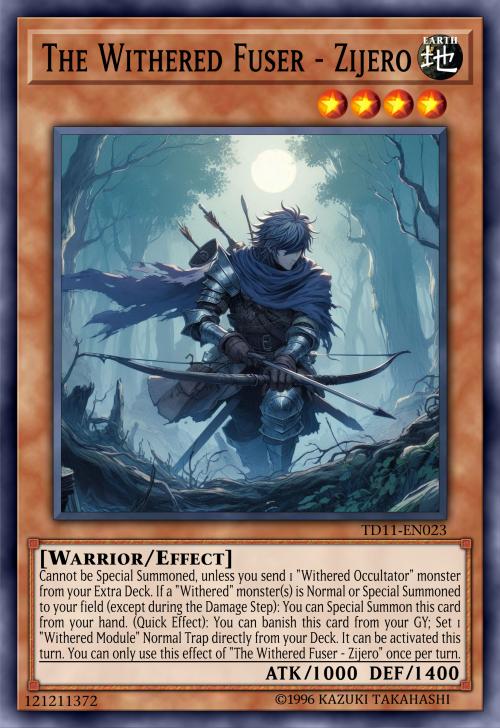 The Withered Fuser - Zijero
EARTH
地
TD11-EN023
[Warrior/Effect]
Cannot be Special Summoned, unless you send 1 "Withered Occultator" monster
from your Extra Deck. If a "Withered" monster(s) is Normal or Special Summoned
to your field (except during the Damage Step): You can Special Summon this card
from your hand. (Quick Effect): You can banish this card from your GY; Set 1
"Withered Module" Normal Trap directly from your Deck. It can be activated this
turn. You can only use this effect of "The Withered Fuser - Zijero" once per turn.
ATK/1000 DEF/1400
121211372
©1996 KAZUKI TAKAHASHI